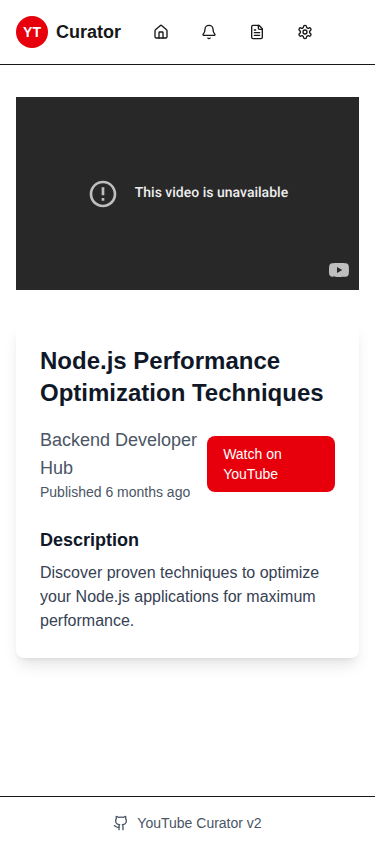 YT Curator
This video is unavailable
Node.js Performance
Optimization Techniques
Backend Developer
Hub
Published 6 months ago
Watch on
YouTube
Description
Discover proven techniques to optimize
your Node.js applications for maximum
performance.
YouTube Curator v2